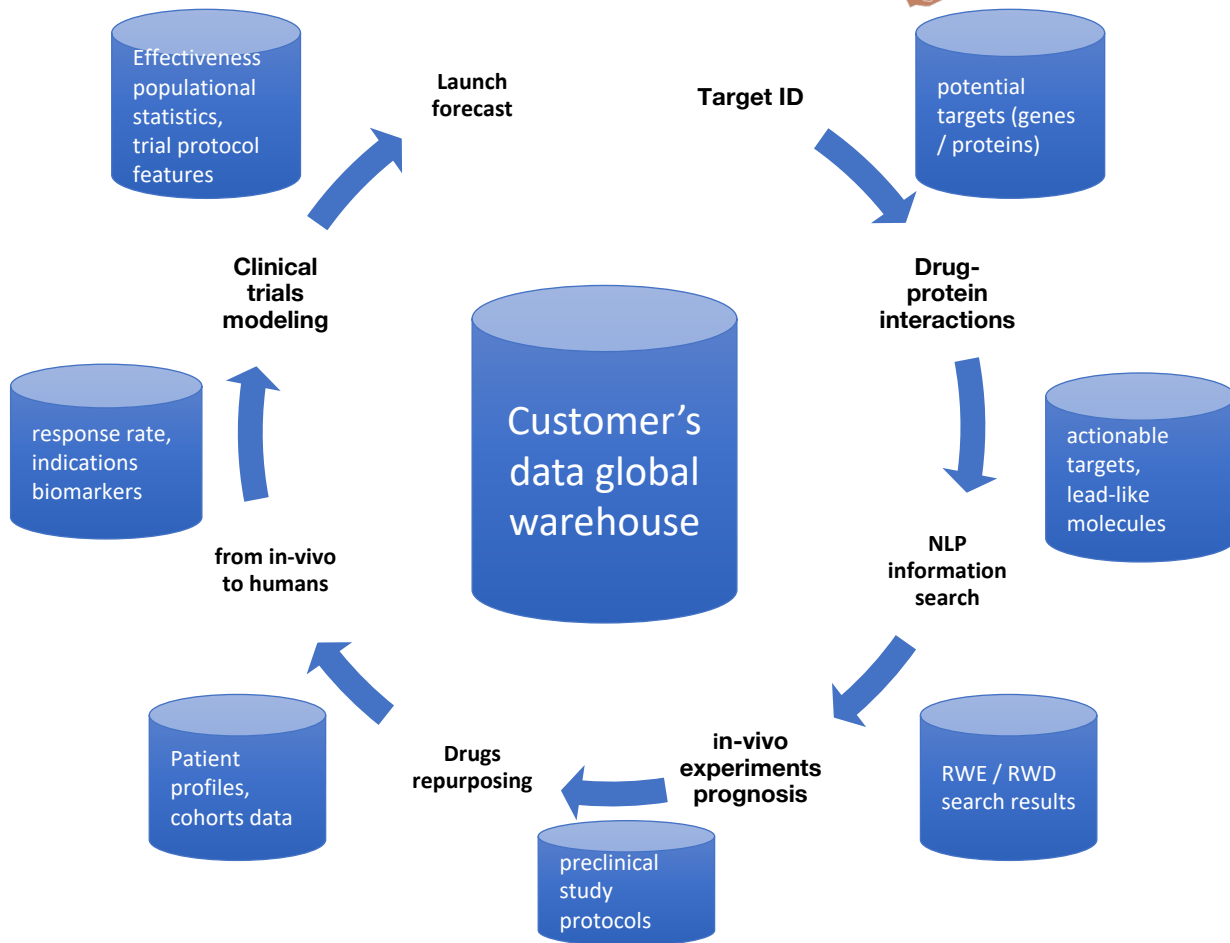 Effectiveness
populational
statistics,
trial protocol
features
Launch
forecast
Target ID
potential
targets (genes
/ proteins)
Clinical
trials
modeling
Drug-
protein
interactions
Customer’s
data global
warehouse
response rate,
indications
biomarkers
actionable
targets,
lead-like
molecules
from in-vivo
to humans
NLP
information
search
Patient
profiles,
cohorts data
Drugs
repurposing
in-vivo
experiments
prognosis
RWE / RWD
search results
preclinical
study
protocols